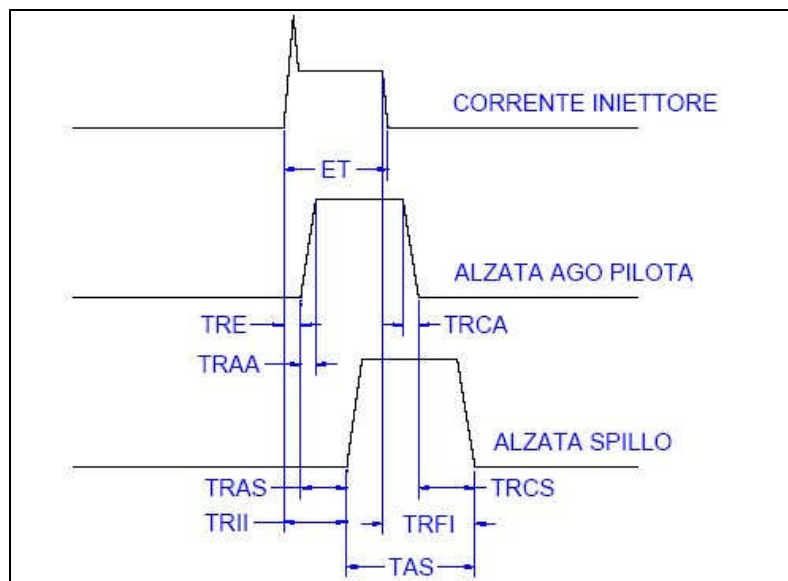 CORRENTE INIETTORE
ET
ALZATA AGO PILOTA
TRE
TRCA
TRAA
ALZATA SPILLO
TRAS
TRCS
TRII
TRFI
TAS